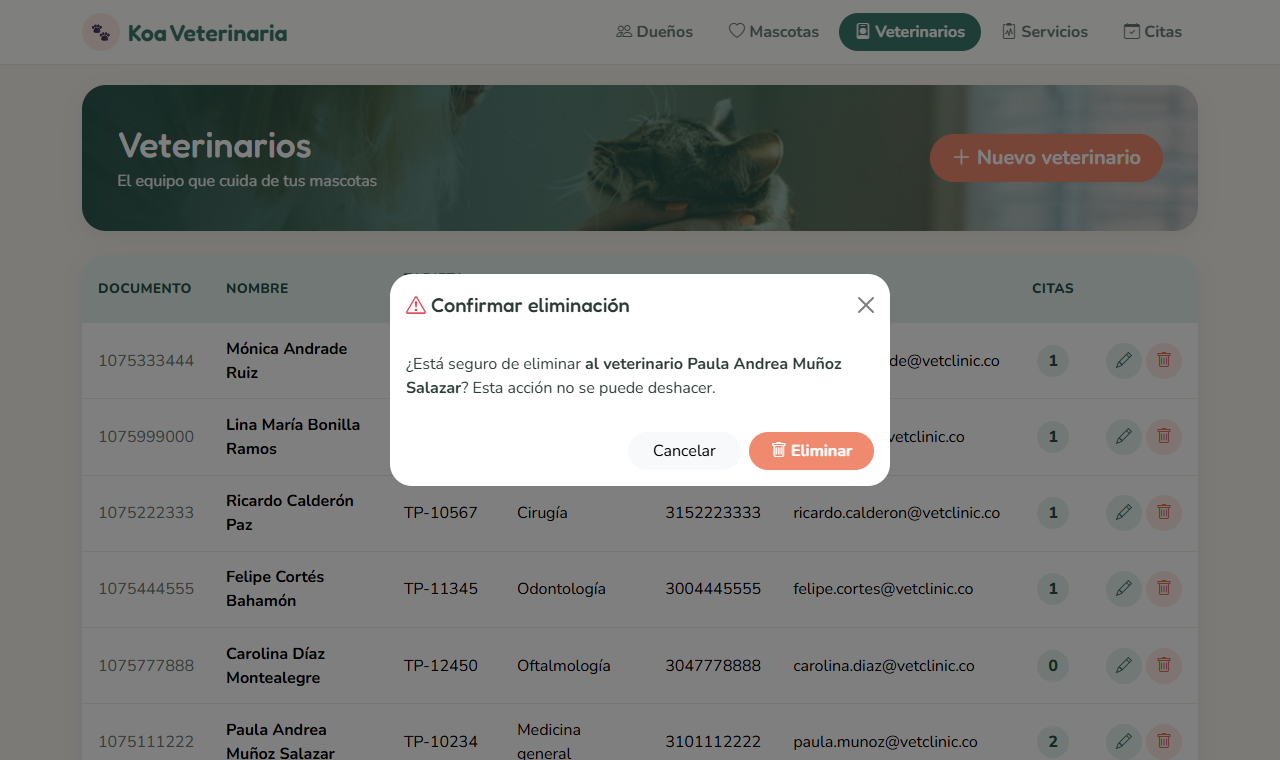 Koa Veterinaria
Dueños
Mascotas
Veterinarios
Servicios
Citas
Veterinarios
El equipo que cuida de tus mascotas
Nuevo veterinario
DOCUMENTO NOMBRE CITAS
Confirmar eliminación
¿Está seguro de eliminar al veterinario Paula Andrea Muñoz
Salazar? Esta acción no se puede deshacer.
Cancelar
Eliminar
1075333444 Mónica Andrade
Ruiz
de@vetclinic.co 1
1075999000 Lina María Bonilla
Ramos
vetclinic.co 1
1075222333 Ricardo Calderón
Paz
TP-10567 Cirugía 3152223333 ricardo.calderon@vetclinic.co 1
1075444555 Felipe Cortés
Bahamón
TP-11345 Odontología 3004445555 felipe.cortes@vetclinic.co 1
1075777888 Carolina Díaz
Montealegre
TP-12450 Oftalmología 3047778888 carolina.diaz@vetclinic.co 0
1075111222 Paula Andrea
Muñoz Salazar
TP-10234 Medicina
general
3101112222 paula.munoz@vetclinic.co 2